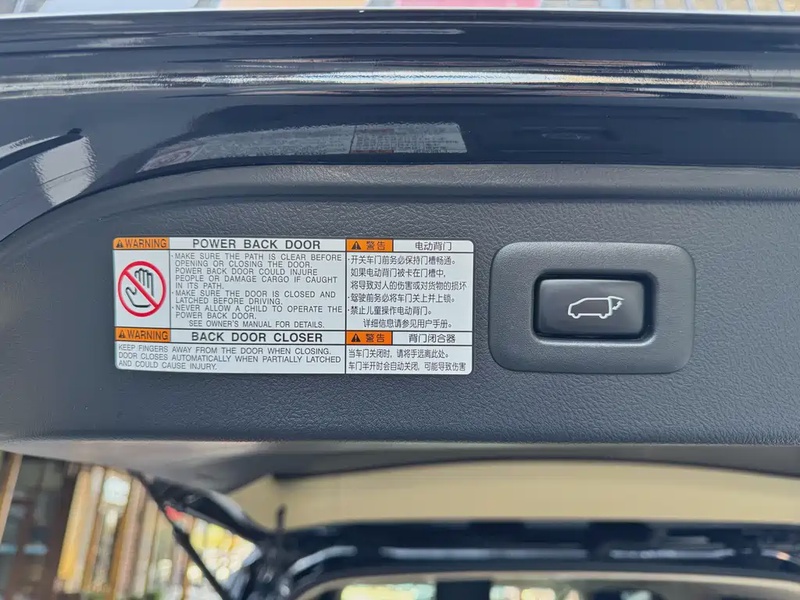 WARNING POWER BACK DOOR
·MAKE SURE THE PATH IS CLEAR BEFORE
OPENING OR CLOSING THE DOOR.
POWER BACK DOOR COULD INJURE
PEOPLE OR DAMAGE CARGO IF CAUGHT
IN ITS PATH.
·MAKE SURE THE DOOR IS CLOSED AND
LATCHED BEFORE DRIVING.
·NEVER ALLOW A CHILD TO OPERATE THE
POWER BACK DOOR.
SEE OWNER'S MANUAL FOR DETAILS.
警告 电动背门
·开关车门前务必保持门槽畅通。
如果电动背门被卡在门槽中,
将导致对人的伤害或对货物的损坏
·驾驶前务必将车门关上并上锁。
·禁止儿童操作电动背门。
详细信息请参见用户手册。
WARNING BACK DOOR CLOSER
KEEP FINGERS AWAY FROM THE DOOR WHEN CLOSING.
DOOR CLOSES AUTOMATICALLY WHEN PARTIALLY LATCHED
AND COULD CAUSE INJURY.
警告 背门闭合器
当车门关闭时, 请将手远离此处。
车门半开时会自动关闭, 可能导致伤害